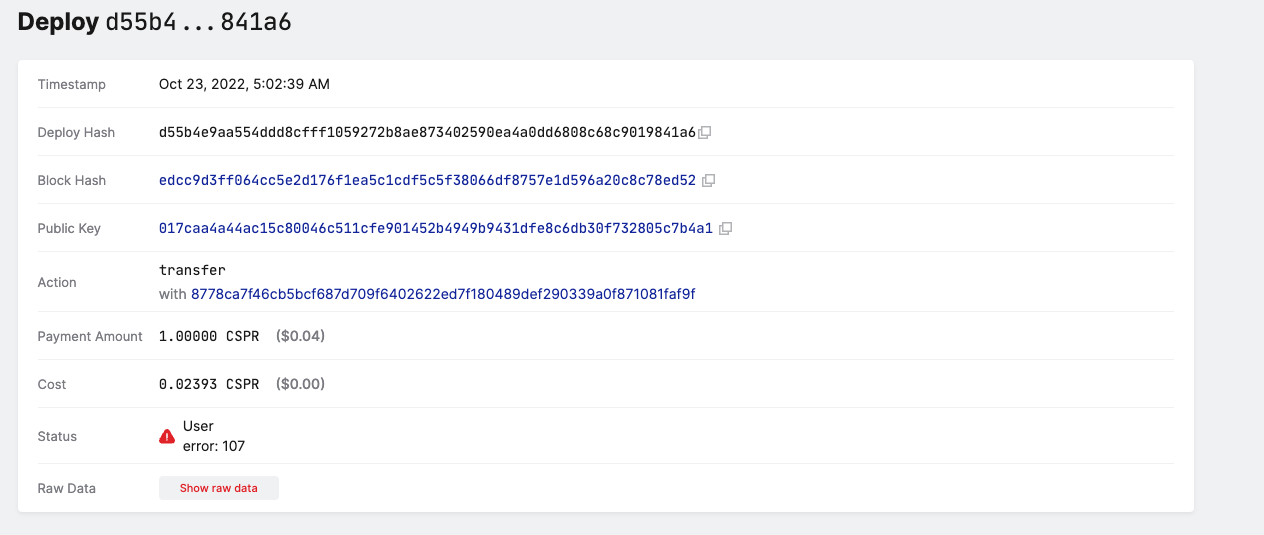 Deploy d55b4...841a6
Timestamp Oct 23, 2022, 5:02:39 AM
Deploy Hash d55b4e9aa554ddd8cfff1059272b8ae873402590ea4a0dd6808c68c9019841a6
Block Hash edcc9d3ff064cc5e2d176f1ea5c1cdf5c5f38066df8757e1d596a20c8c78ed52
Public Key 017caa4a44ac15c80046c511cfe901452b4949b9431dfe8c6db30f732805c7b4a1
Action transfer
with 8778ca7f46cb5bcf687d709f6402622ed7f180489def290339a0f871081faf9f
Payment Amount 1.00000 CSPR ($0.04)
Cost 0.02393 CSPR ($0.00)
Status User
error: 107
Raw Data Show raw data